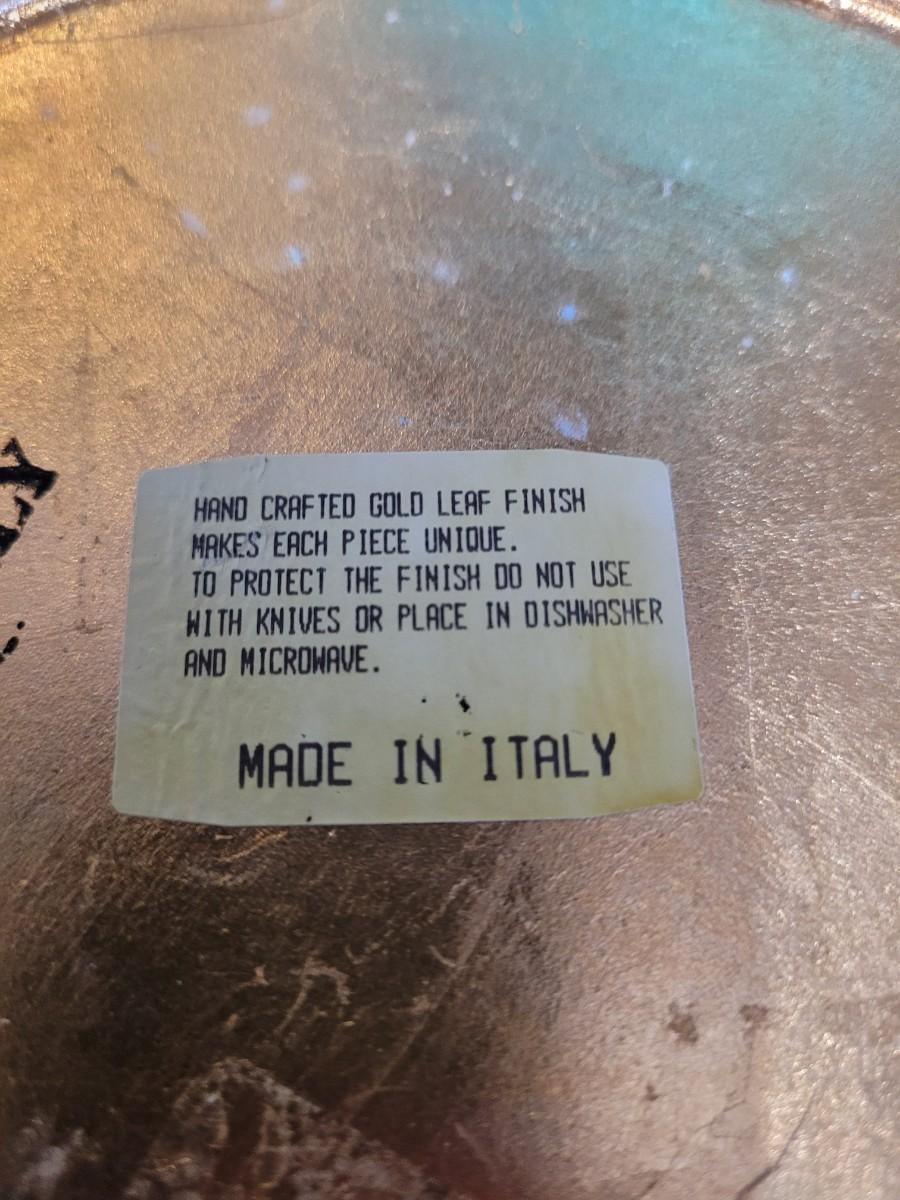 HAND CRAFTED GOLD LEAF FINISH
MAKES EACH PIECE UNIQUE.
TO PROTECT THE FINISH DO NOT USE
WITH KNIVES OR PLACE IN DISHWASHER
AND MICROWAVE.
MADE IN ITALY